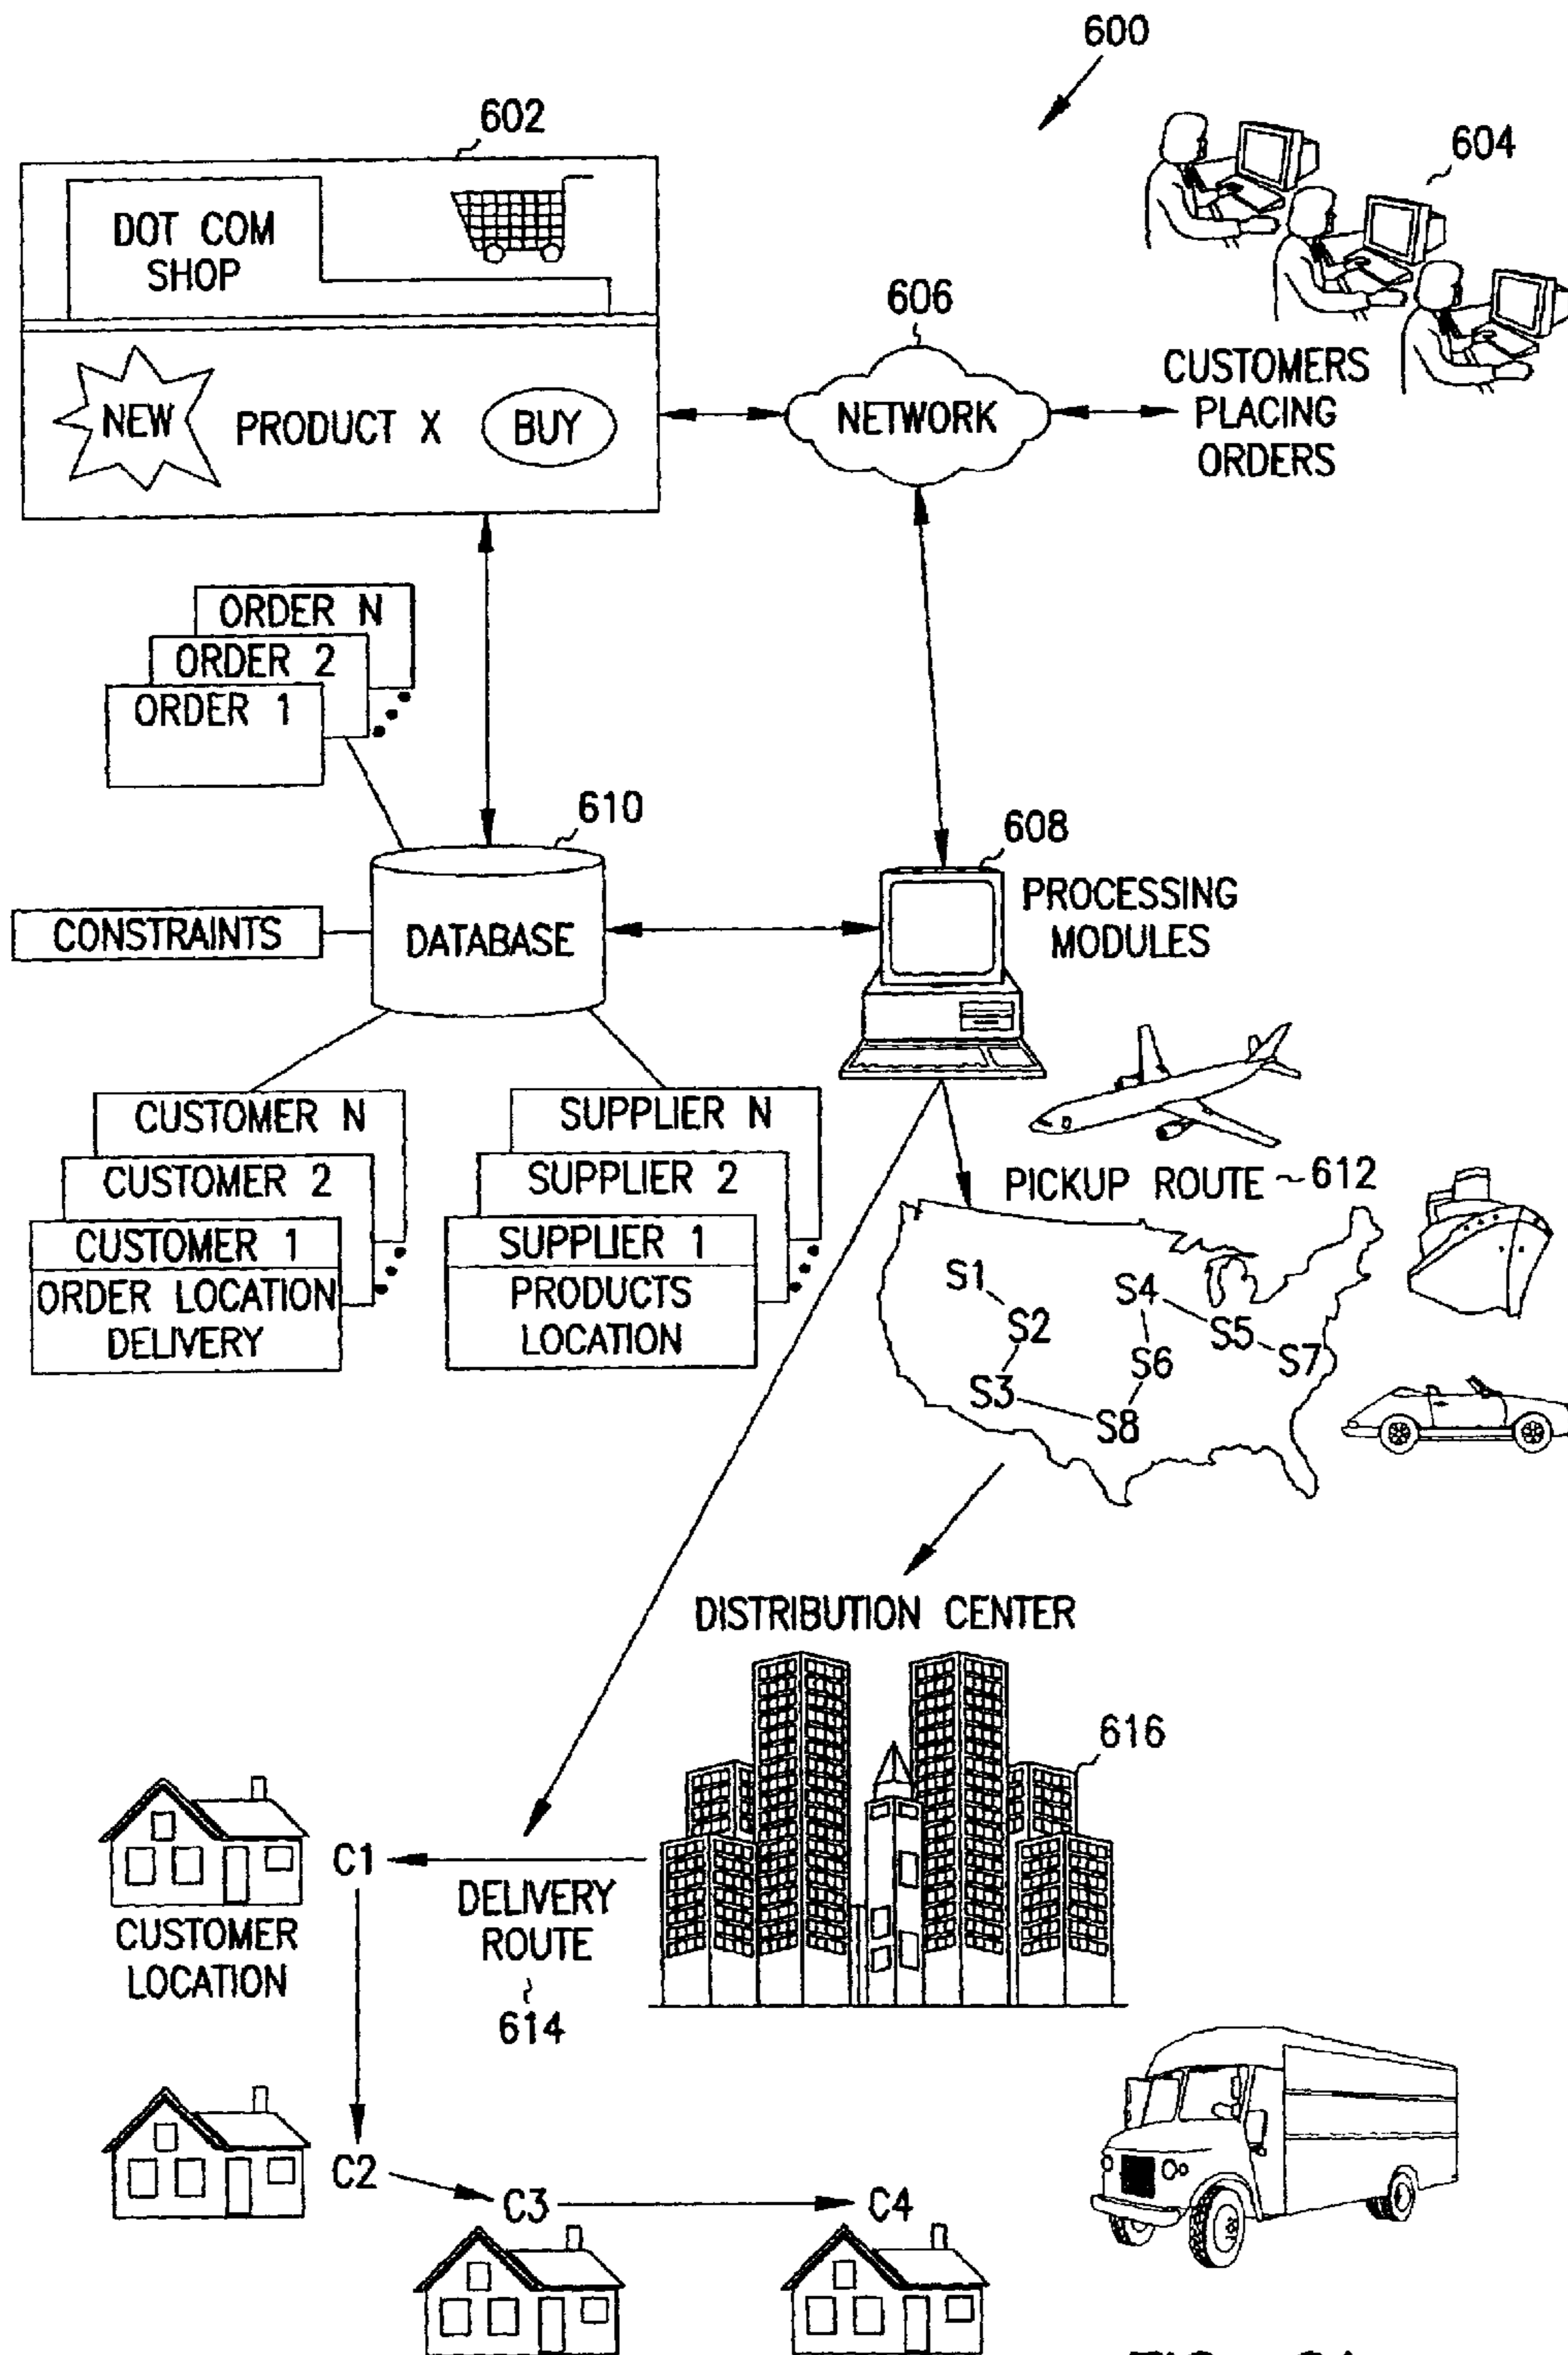 600
602
DOT COM
SHOP
604
606
NEW
PRODUCT X
BUY
NETWORK
CUSTOMERS
PLACING
ORDERS
ORDER N
ORDER 2
ORDER 1
610
608
CONSTRAINTS
DATABASE
PROCESSING
MODULES
CUSTOMER N
CUSTOMER 2
CUSTOMER 1
ORDER LOCATION
DELIVERY
SUPPLIER N
SUPPLIER 2
SUPPLIER 1
PRODUCTS
LOCATION
PICKUP ROUTE ~612
S1
S4
S2
S5
S6
S7
S3
S8
DISTRIBUTION CENTER
616
C1
DELIVERY
ROUTE
614
CUSTOMER
LOCATION
C2
C3
C4